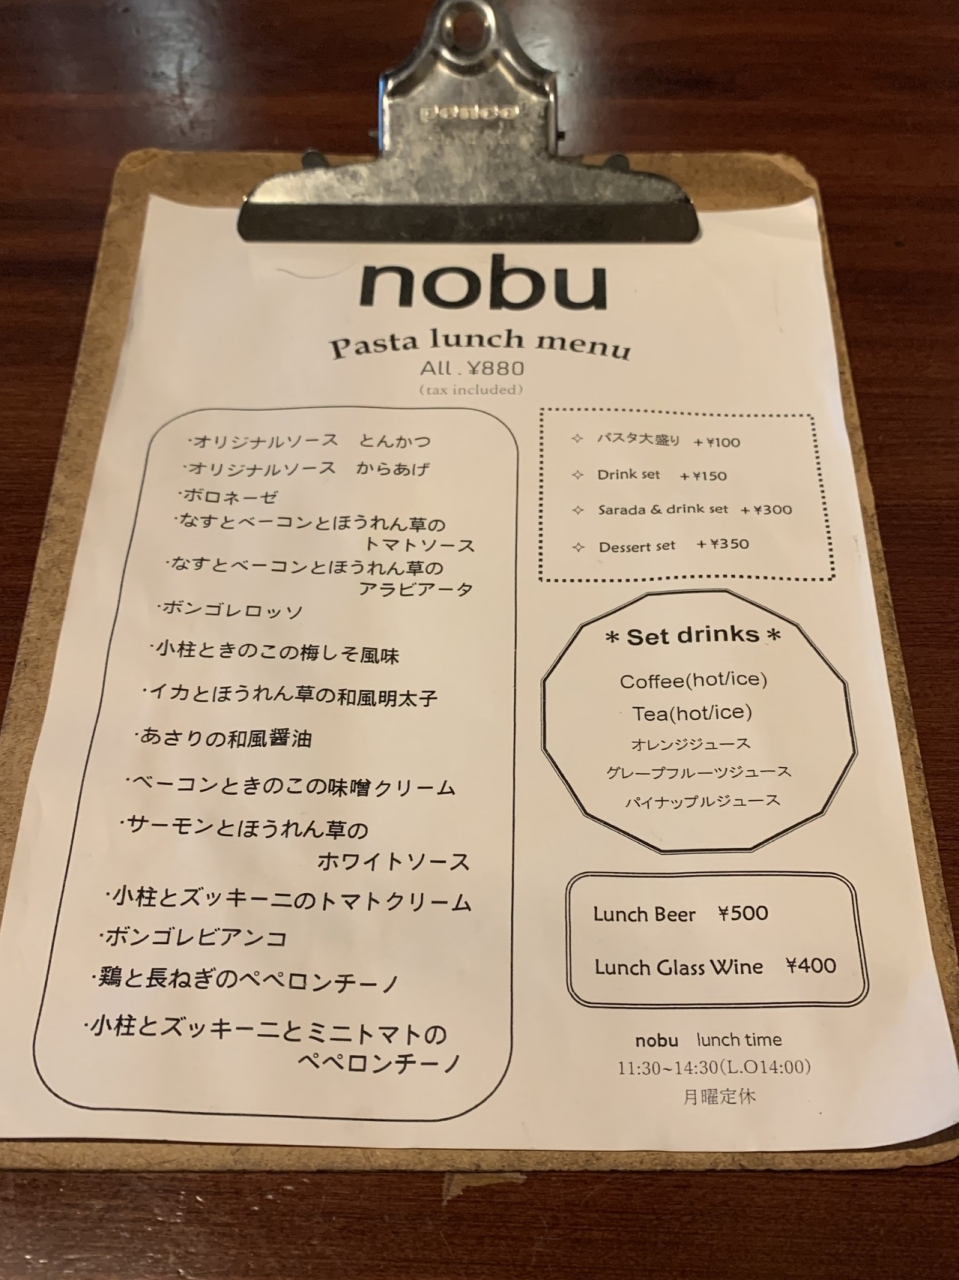 penco
nobu
Pasta lunch menu
All . ¥880
(tax included)
・オリジナルソース　とんかつ
・オリジナルソース　からあげ
・ボロネーゼ
・なすとベーコンとほうれん草の
トマトソース
・なすとベーコンとほうれん草の
アラビアータ
・ボンゴレロッソ
・小柱ときのこの梅しそ風味
・イカとほうれん草の和風明太子
・あさりの和風醤油
・ベーコンときのこの味噌クリーム
・サーモンとほうれん草の
ホワイトソース
・小柱とズッキーニのトマトクリーム
・ボンゴレビアンコ
・鶏と長ねぎのペペロンチーノ
・小柱とズッキーニとミニトマトの
ペペロンチーノ
✧ パスタ大盛り +¥100
✧ Drink set +¥150
✧ Sarada & drink set +¥300
✧ Dessert set +¥350
＊Set drinks＊
Coffee(hot/ice)
Tea(hot/ice)
オレンジジュース
グレープフルーツジュース
パイナップルジュース
Lunch Beer ¥500
Lunch Glass Wine ¥400
nobu lunch time
11:30~14:30(L.O14:00)
月曜定休